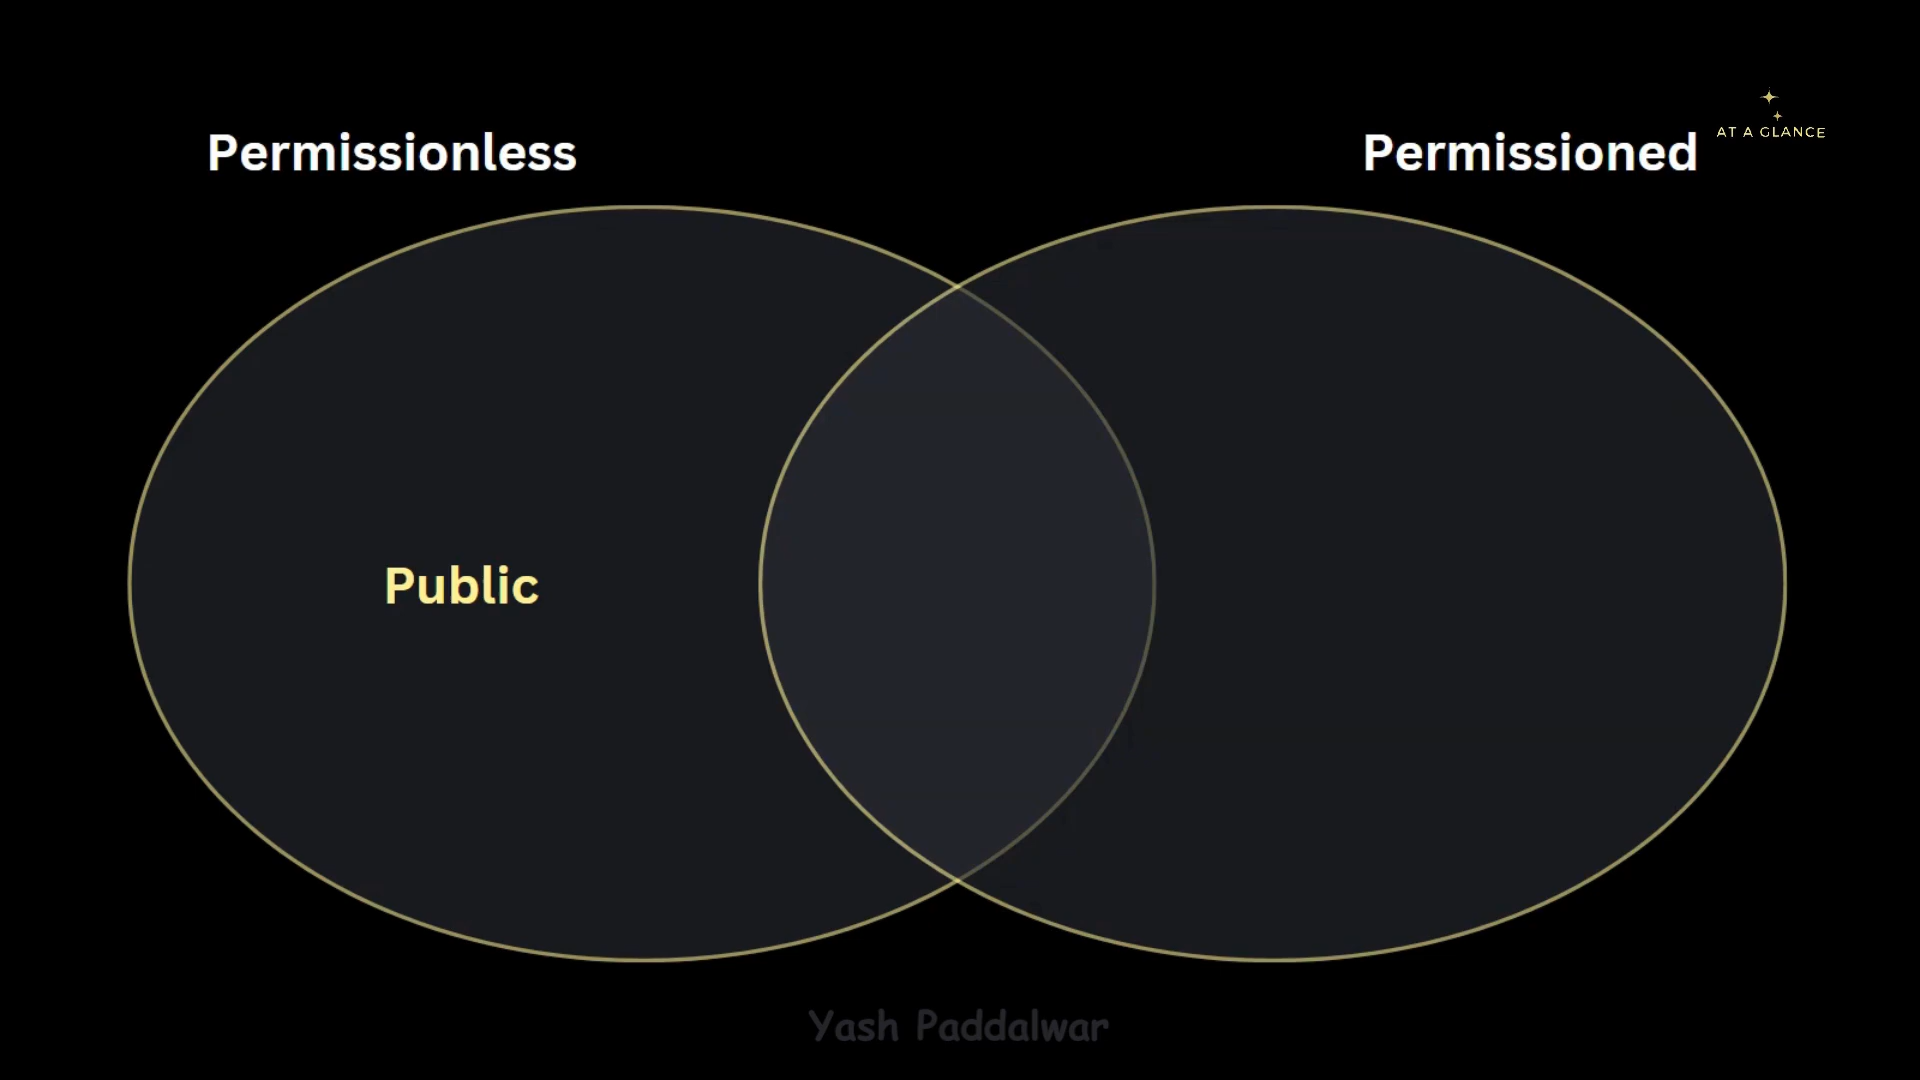 Permissionless
Permissioned
AT A GLANCE
Public
Yash Paddalwar